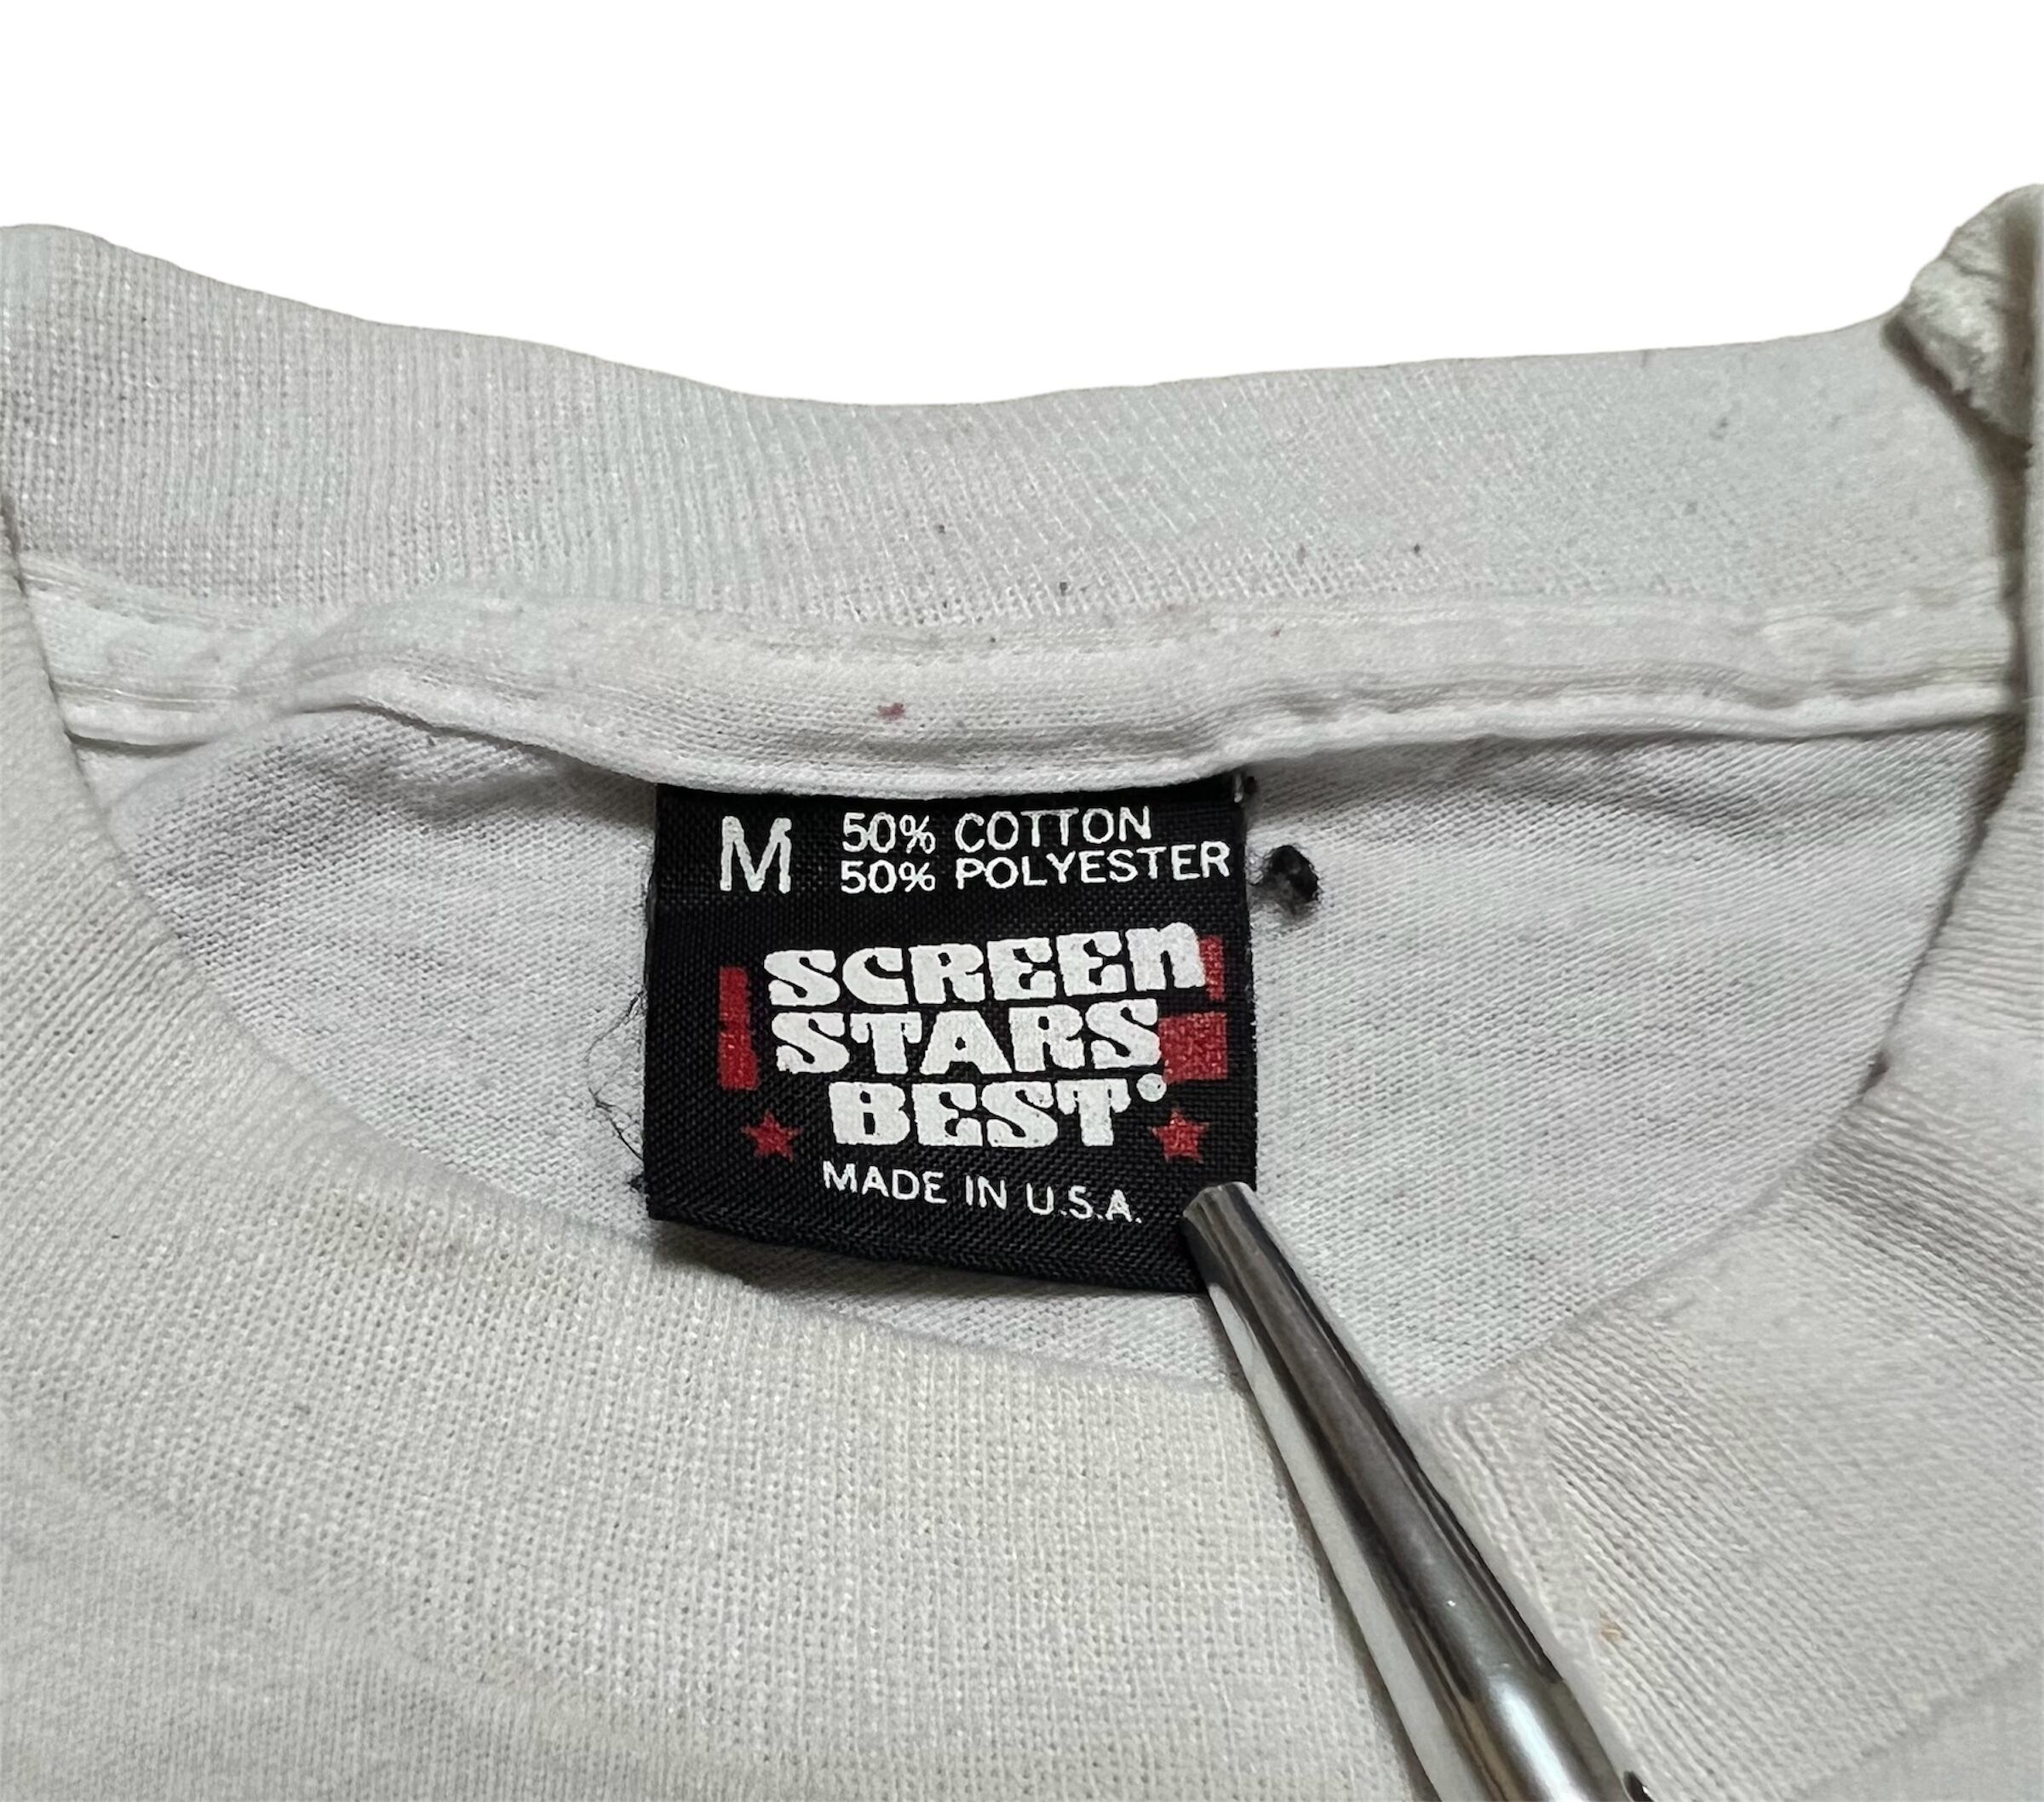 M 50% COTTON
50% POLYESTER
SCREEN
STARS
BEST®
MADE IN U.S.A.